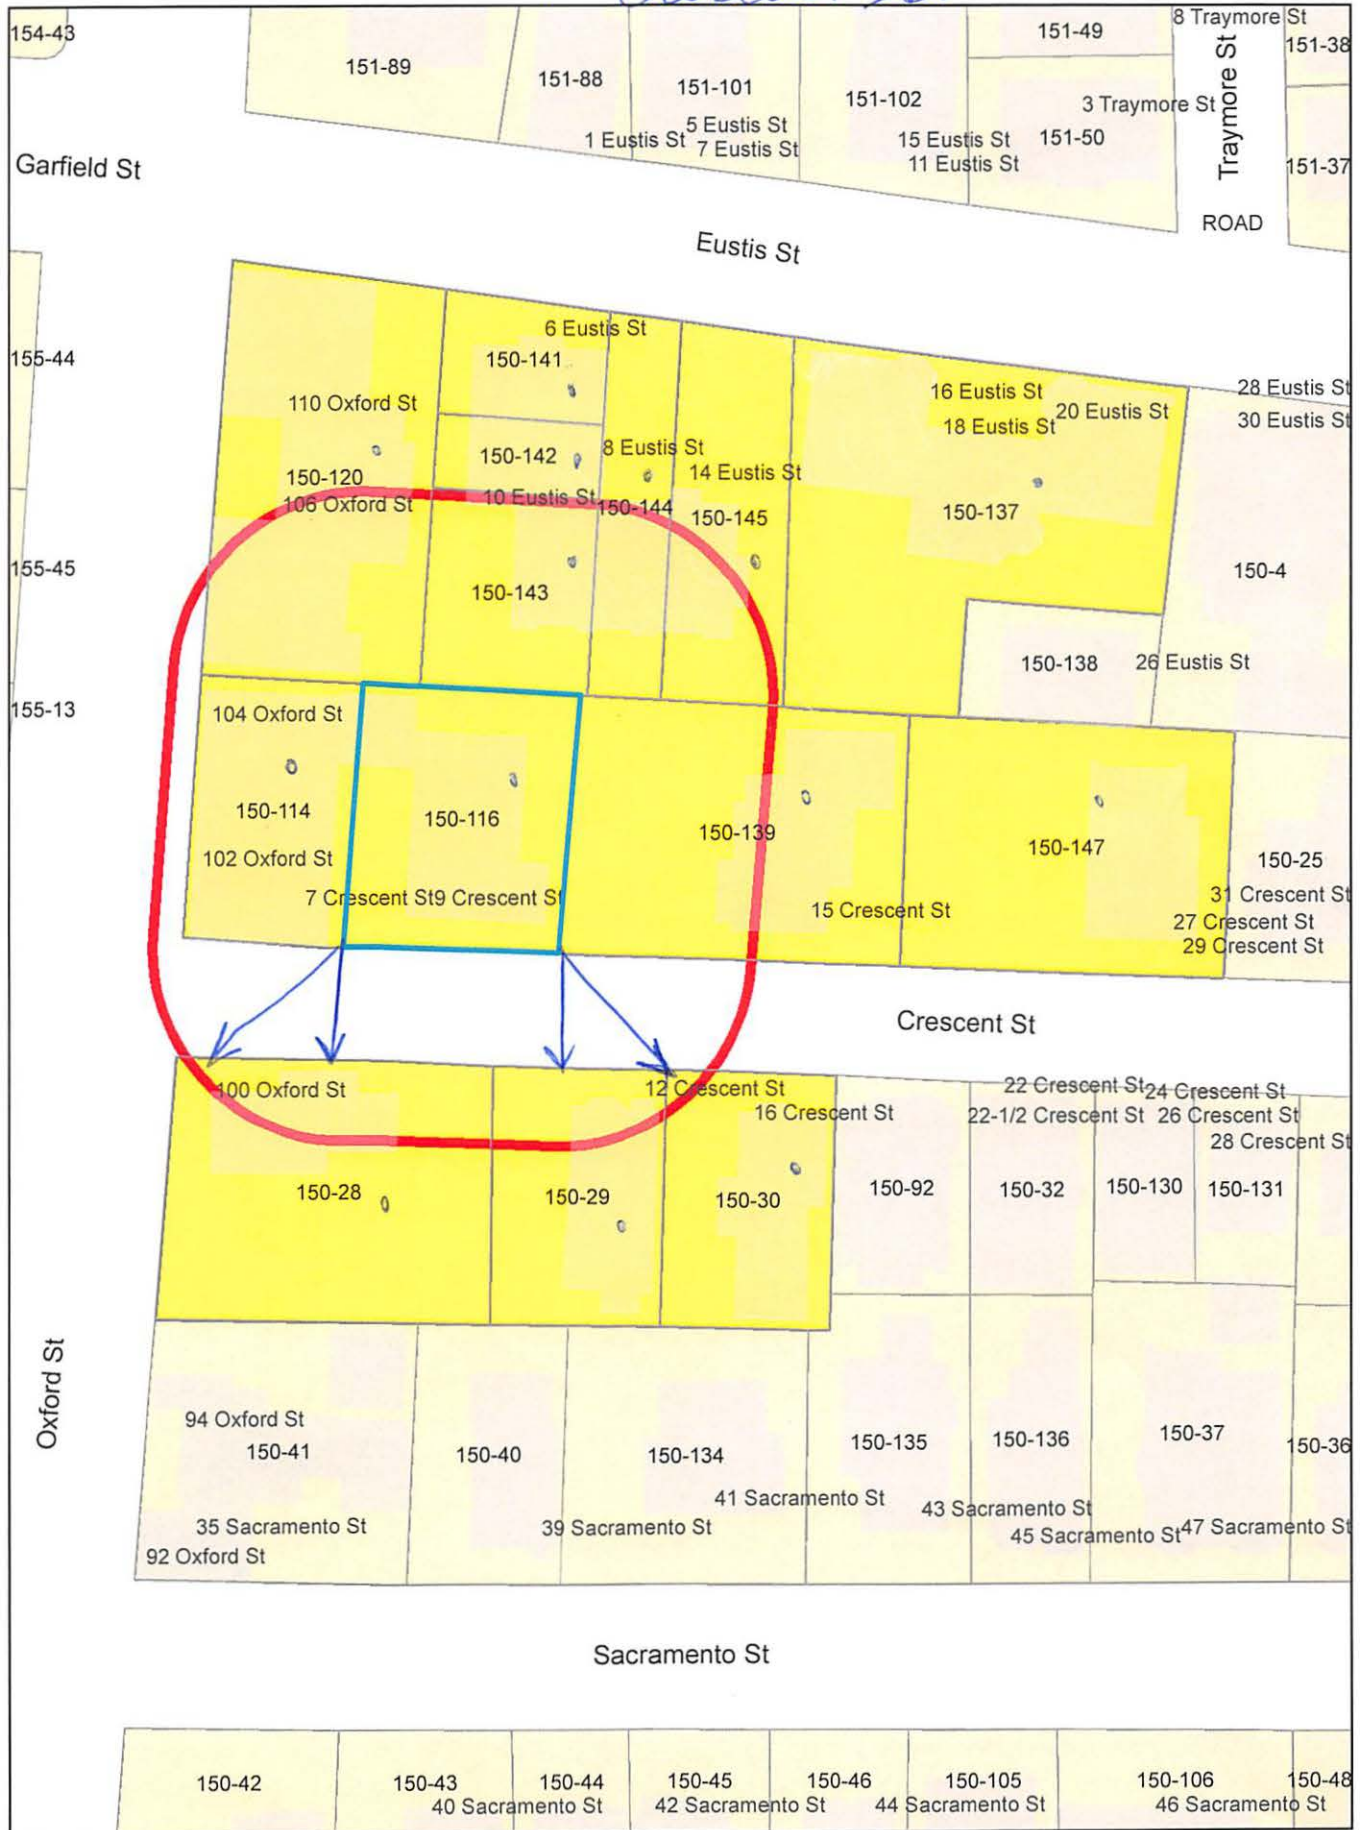 8 Traymore St
154-43
151-49
151-38
151-89
151-88
151-101
151-102
Traymore St
3 Traymore St
5 Eustis St
1 Eustis St
7 Eustis St
15 Eustis St
151-50
11 Eustis St
151-37
Garfield St
ROAD
Eustis St
6 Eustis St
155-44
150-141
16 Eustis St
28 Eustis St
110 Oxford St
20 Eustis St
30 Eustis St
18 Eustis St
150-142
8 Eustis St
14 Eustis St
150-120
106 Oxford St
10 Eustis St
150-144
150-145
150-137
155-45
150-4
150-143
150-138
26 Eustis St
155-13
104 Oxford St
150-114
150-116
150-139
150-147
102 Oxford St
150-25
7 Crescent St
9 Crescent St
15 Crescent St
31 Crescent St
27 Crescent St
29 Crescent St
Crescent St
100 Oxford St
12 Crescent St
22 Crescent St
24 Crescent St
16 Crescent St
22-1/2 Crescent St
26 Crescent St
28 Crescent St
150-28
150-29
150-30
150-92
150-32
150-130
150-131
Oxford St
94 Oxford St
150-41
150-40
150-134
150-135
150-136
150-37
150-36
41 Sacramento St
43 Sacramento St
35 Sacramento St
39 Sacramento St
45 Sacramento St
47 Sacramento St
92 Oxford St
Sacramento St
150-42
150-43
150-44
150-45
150-46
150-105
150-106
150-48
40 Sacramento St
42 Sacramento St
44 Sacramento St
46 Sacramento St